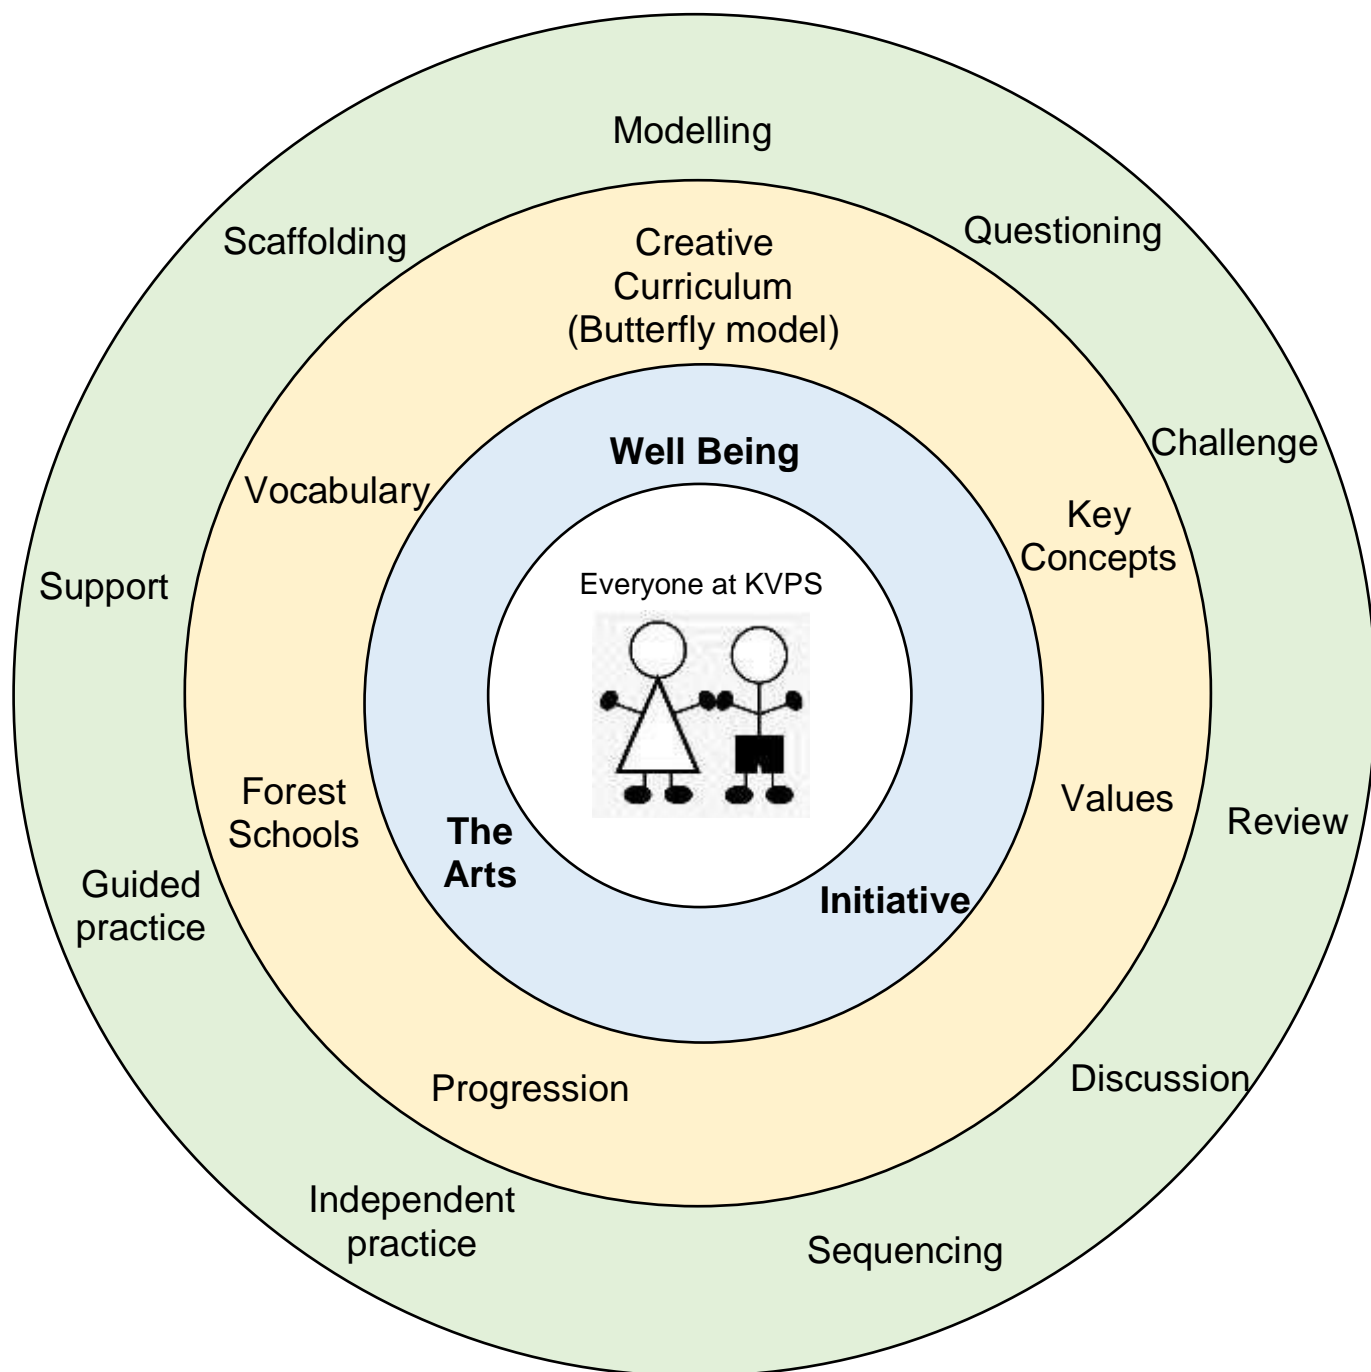 Modelling
Scaffolding
Questioning
Creative
Curriculum
(Butterfly model)
Challenge
Well Being
Vocabulary
Key
Concepts
Support
Everyone at KVPS
Forest
Schools
Values
The
Arts
Review
Guided
practice
Initiative
Progression
Discussion
Independent
practice
Sequencing